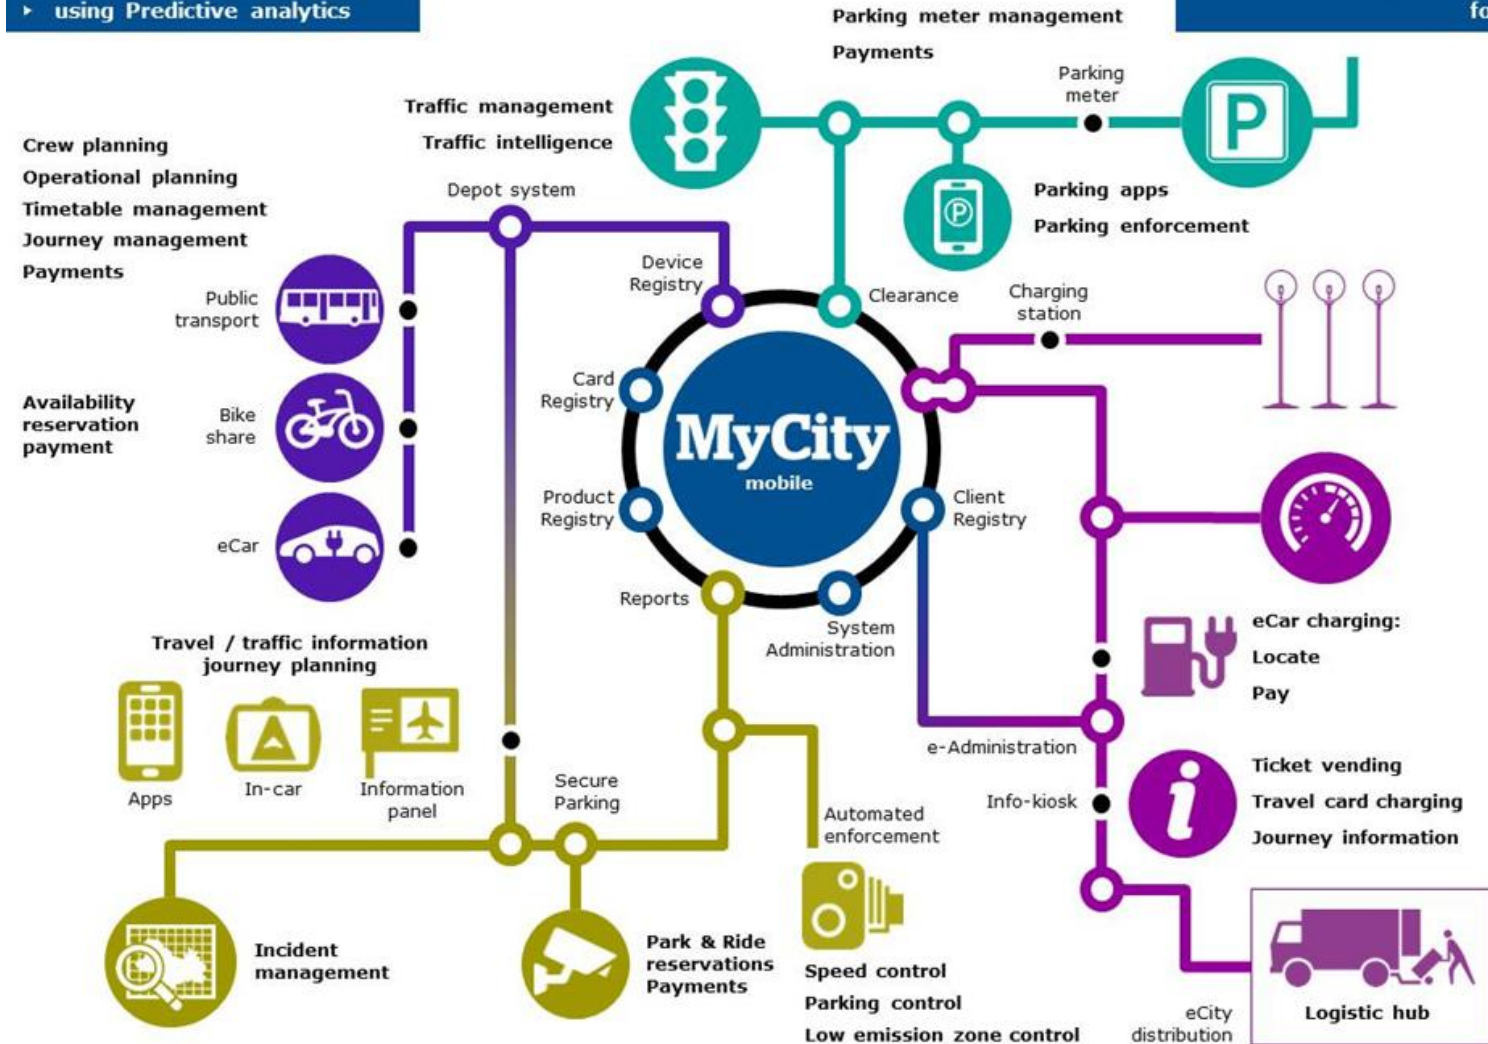 ▸ using Predictive analytics
fo
Parking meter management
Payments
Parking
meter
P
Traffic management
Traffic intelligence
Crew planning
Operational planning
Timetable management
Journey management
Payments
Depot system
P
Parking apps
Parking enforcement
Device
Registry
Clearance
Charging
station
Public
transport
Card
Registry
Availability
reservation
payment
Bike
share
MyCity
mobile
Product
Registry
Client
Registry
eCar
Reports
System
Administration
eCar charging:
Locate
Pay
Travel / traffic information
journey planning
Apps
In-car
Information
panel
Secure
Parking
e-Administration
Automated
enforcement
Info-kiosk
i
Ticket vending
Travel card charging
Journey information
Incident
management
Park & Ride
reservations
Payments
Speed control
Parking control
Low emission zone control
eCity
distribution
Logistic hub